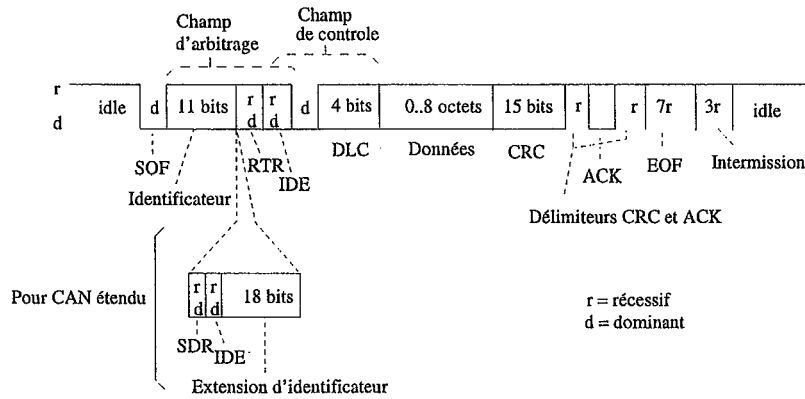 Champ
d'arbitrage
Champ
de controle
r
d
idle
d
11 bits
r
d
r
d
d
4 bits
0..8 octets
15 bits
r
r
7r
3r
idle
SOF
Identificateur
RTR
IDE
DLC
Données
CRC
ACK
EOF
Intermission
Délimiteurs CRC et ACK
Pour CAN étendu
r
d
r
d
18 bits
SDR
IDE
Extension d'identificateur
r = récessif
d = dominant